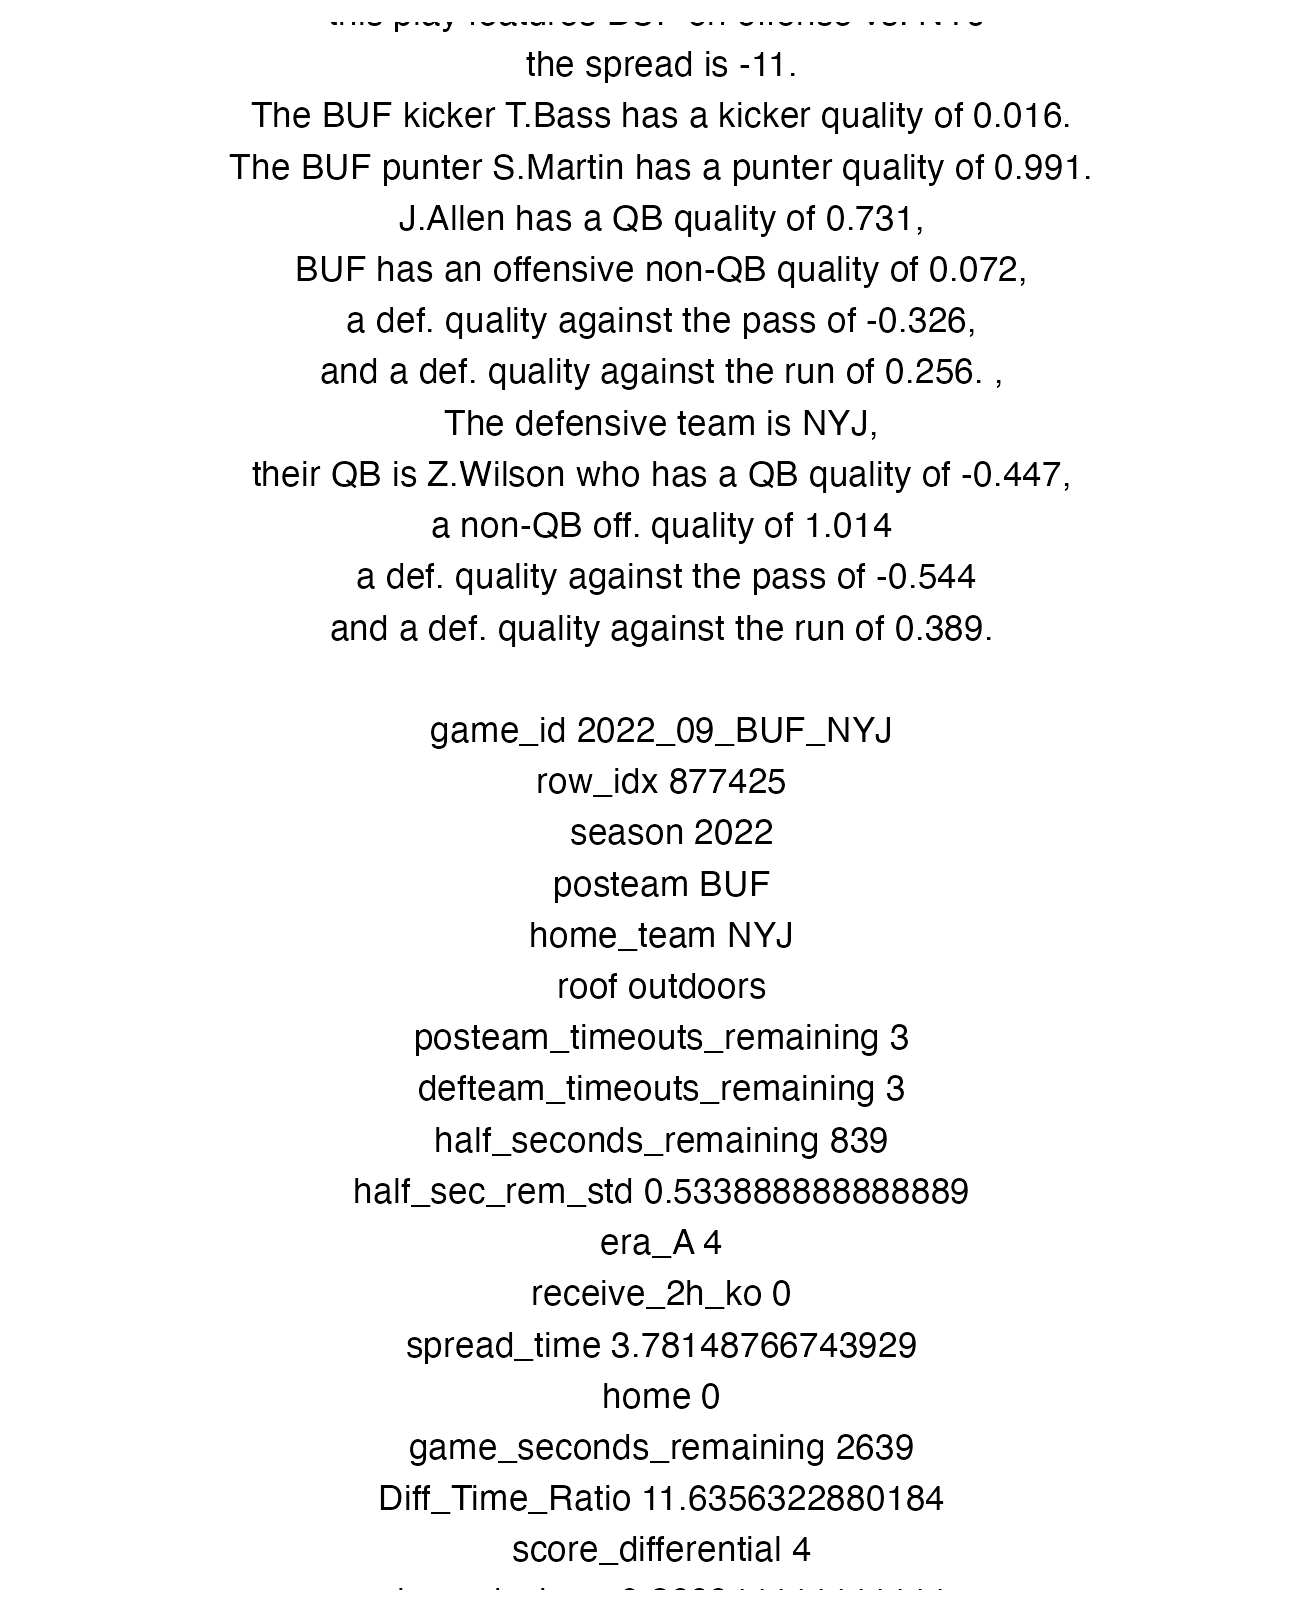 the spread is -11.
The BUF kicker T.Bass has a kicker quality of 0.016.
The BUF punter S.Martin has a punter quality of 0.991.
J.Allen has a QB quality of 0.731,
BUF has an offensive non-QB quality of 0.072,
a def. quality against the pass of -0.326,
and a def. quality against the run of 0.256. ,
The defensive team is NYJ,
their QB is Z.Wilson who has a QB quality of -0.447,
a non-QB off. quality of 1.014
a def. quality against the pass of -0.544
and a def. quality against the run of 0.389.
game_id 2022_09_BUF_NYJ
row_idx 877425
season 2022
posteam BUF
home_team NYJ
roof outdoors
posteam_timeouts_remaining 3
defteam_timeouts_remaining 3
half_seconds_remaining 839
half_sec_rem_std 0.533888888888889
era_A 4
receive_2h_ko 0
spread_time 3.78148766743929
home 0
game_seconds_remaining 2639
Diff_Time_Ratio 11.6356322880184
score_differential 4